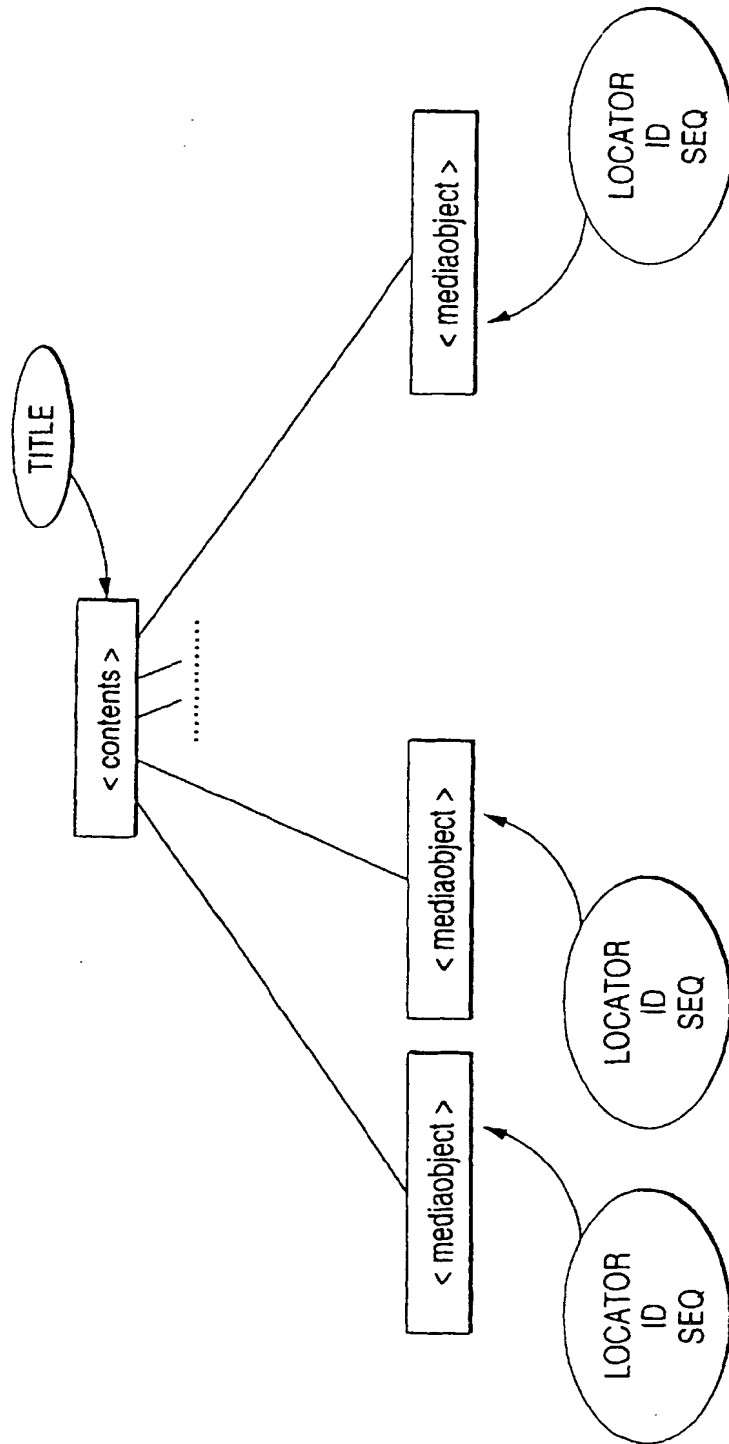 TITLE
< contents >
........
< mediaobject >
< mediaobject >
< mediaobject >
LOCATOR
ID
SEQ
LOCATOR
ID
SEQ
LOCATOR
ID
SEQ